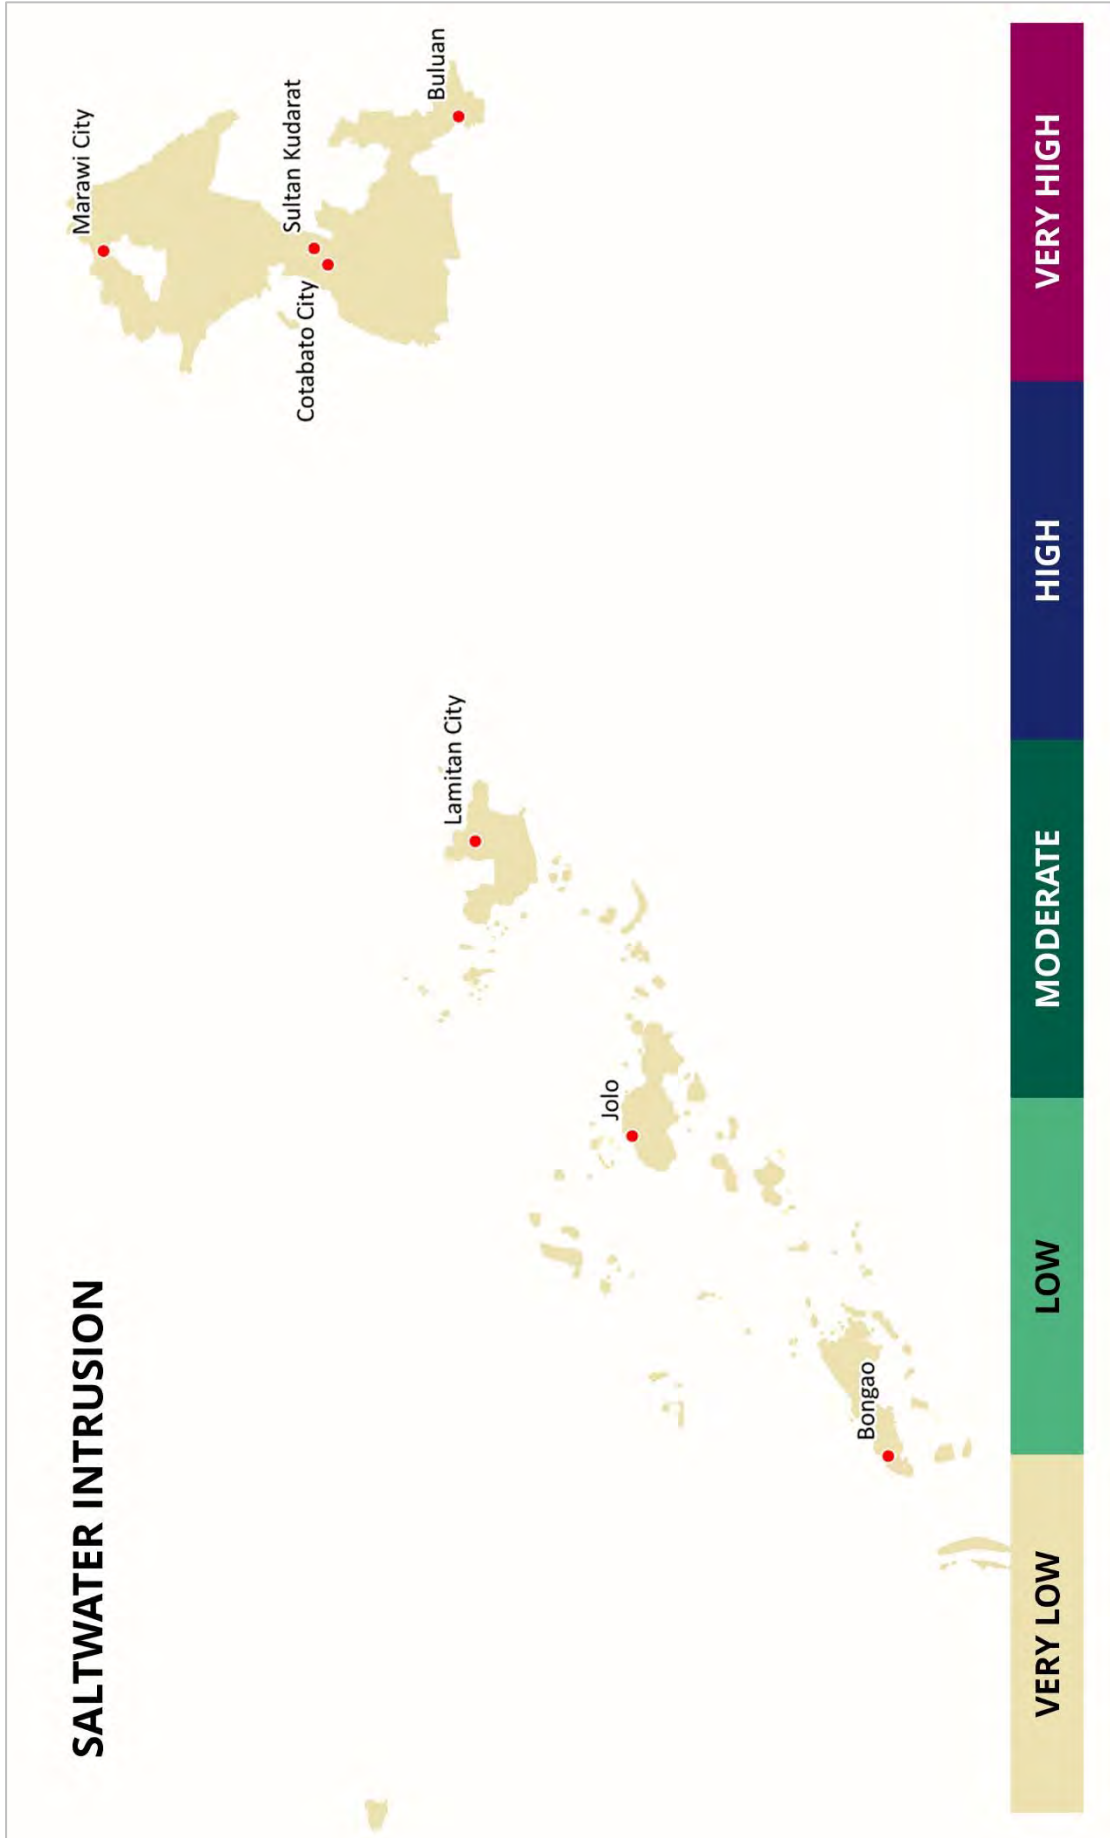 SALTWATER INTRUSION
Marawi City
Sultan Kudarat
Cotabato City
Buluan
Lamitan City
Jolo
Bongao
VERY LOW
LOW
MODERATE
HIGH
VERY HIGH